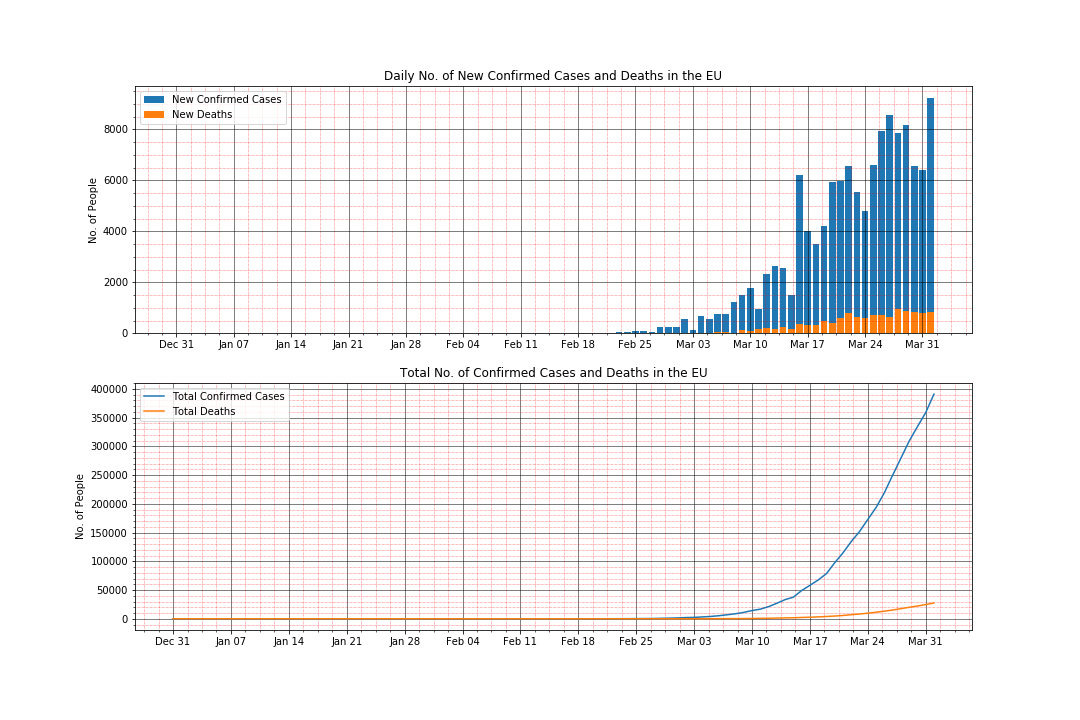 Daily No. of New Confirmed Cases and Deaths in the EU
New Confirmed Cases
New Deaths
No. of People
8000
6000
4000
2000
0
Dec 31 Jan 07 Jan 14 Jan 21 Jan 28 Feb 04 Feb 11 Feb 18 Feb 25 Mar 03 Mar 10 Mar 17 Mar 24 Mar 31
Total No. of Confirmed Cases and Deaths in the EU
Total Confirmed Cases
Total Deaths
No. of People
400000
350000
300000
250000
200000
150000
100000
50000
0
Dec 31 Jan 07 Jan 14 Jan 21 Jan 28 Feb 04 Feb 11 Feb 18 Feb 25 Mar 03 Mar 10 Mar 17 Mar 24 Mar 31